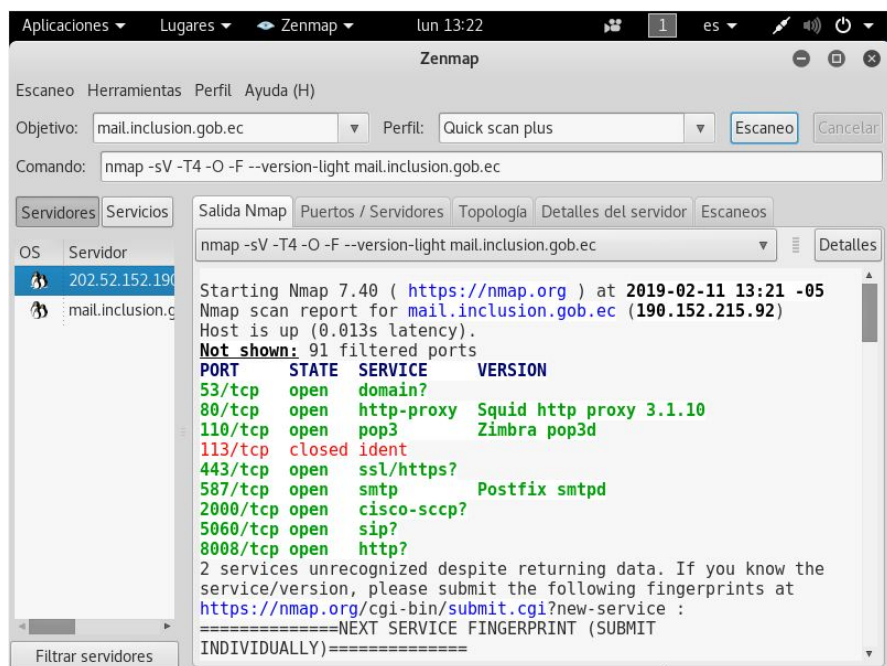 Aplicaciones Lugares Zenmap lun 13:22 1 es
Zenmap
Escaneo Herramientas Perfil Ayuda (H)
Objetivo: mail.inclusion.gob.ec Perfil: Quick scan plus Escaneo Cancelar
Comando: nmap -sV -T4 -O -F --version-light mail.inclusion.gob.ec
Servidores Servicios Salida Nmap Puertos / Servidores Topología Detalles del servidor Escaneos
OS Servidor
202.52.152.190
mail.inclusion.g
Filtrar servidores
nmap -sV -T4 -O -F --version-light mail.inclusion.gob.ec Detalles
Starting Nmap 7.40 ( https://nmap.org ) at 2019-02-11 13:21 -05
Nmap scan report for mail.inclusion.gob.ec (190.152.215.92)
Host is up (0.013s latency).
Not shown: 91 filtered ports
PORT STATE SERVICE VERSION
53/tcp open domain?
80/tcp open http-proxy Squid http proxy 3.1.10
110/tcp open pop3 Zimbra pop3d
113/tcp closed ident
443/tcp open ssl/https?
587/tcp open smtp Postfix smtpd
2000/tcp open cisco-sccp?
5060/tcp open sip?
8008/tcp open http?
2 services unrecognized despite returning data. If you know the
service/version, please submit the following fingerprints at
https://nmap.org/cgi-bin/submit.cgi?new-service :
==============NEXT SERVICE FINGERPRINT (SUBMIT
INDIVIDUALLY)==============